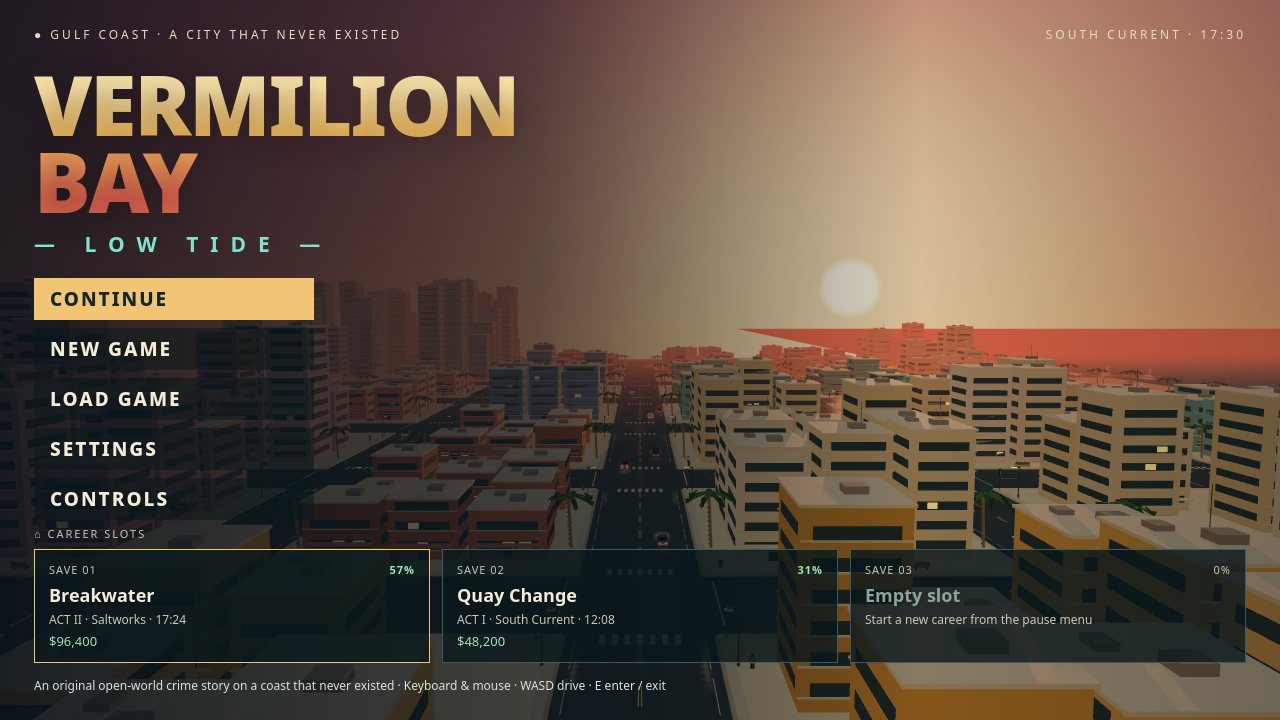 ● GULF COAST · A CITY THAT NEVER EXISTED
SOUTH CURRENT · 17:30
VERMILION
BAY
— LOW TIDE —
CONTINUE
NEW GAME
LOAD GAME
SETTINGS
CONTROLS
⌂ CAREER SLOTS
SAVE 01
57%
Breakwater
ACT II · Saltworks · 17:24
$96,400
SAVE 02
31%
Quay Change
ACT I · South Current · 12:08
$48,200
SAVE 03
0%
Empty slot
Start a new career from the pause menu
An original open-world crime story on a coast that never existed · Keyboard & mouse · WASD drive · E enter / exit